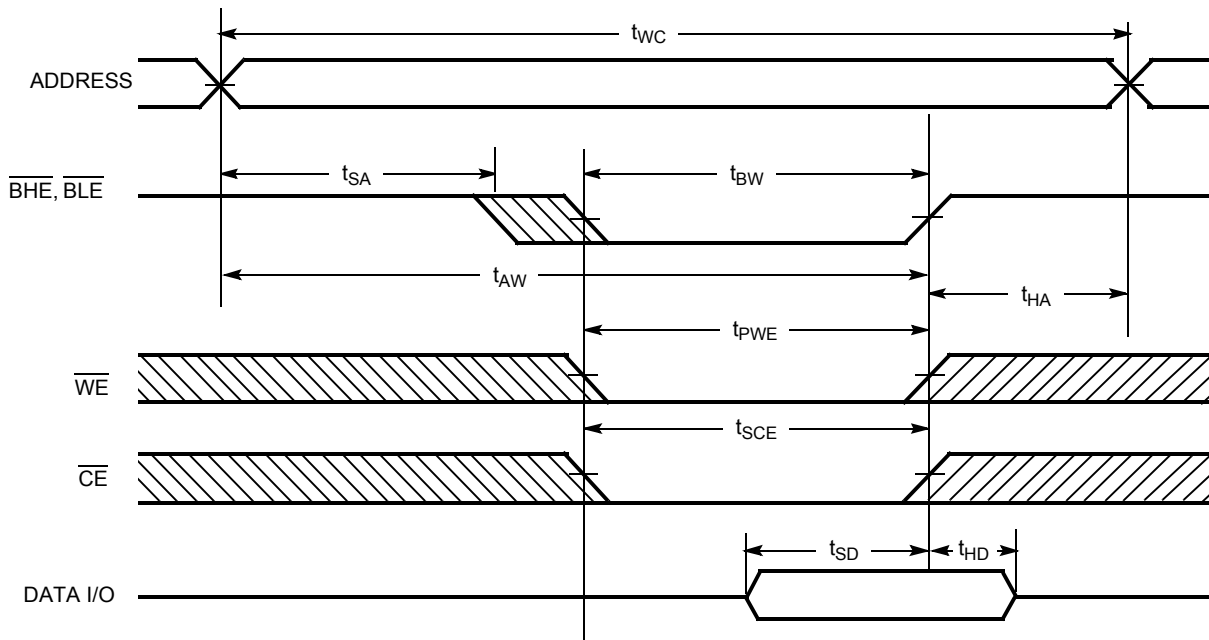 tWC
ADDRESS
tSA
tBW
BHE, BLE
tAW
tHA
tPWE
WE
tSCE
CE
tSD
tHD
DATA I/O